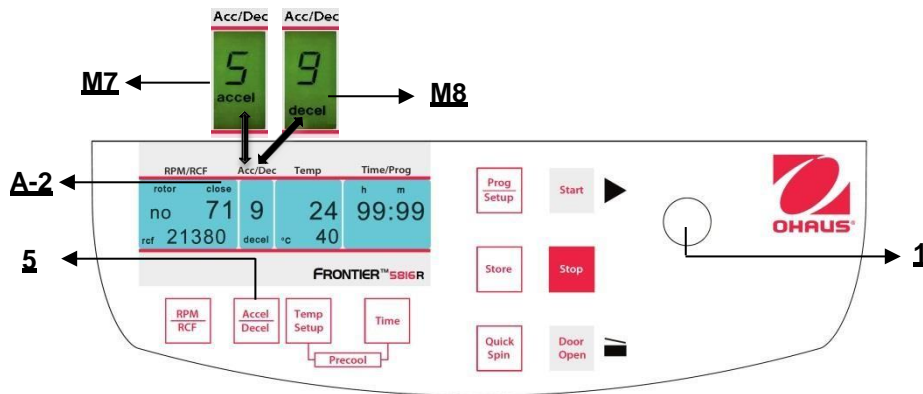 Acc/Dec
Acc/Dec
5
accel
9
decel
M7
M8
RPM/RCF
Acc/Dec
Temp
Time/Prog
A-2
rotor close
h m
no 71
9
24
99:99
rcf 21380
decel
°C 40
5
FRONTIER™ 5816R
RPM
RCF
Accel
Decel
Temp
Setup
Time
Precool
Prog
Setup
Start
Store
Stop
Quick
Spin
Door
Open
OHAUS®
1